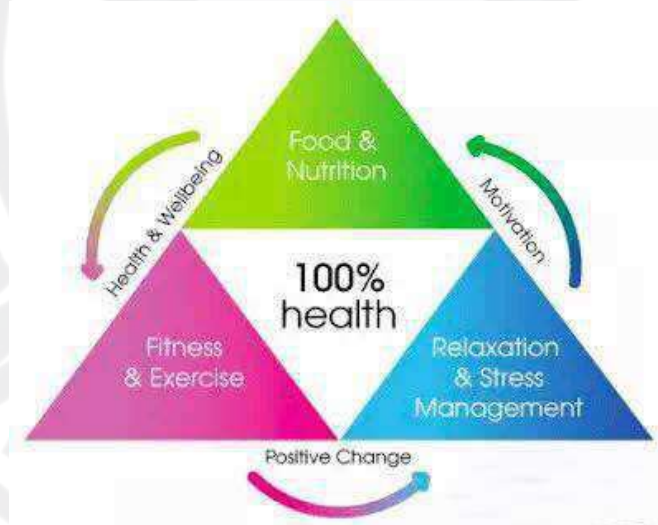 Food &
Nutrition
Health & Wellbeing
Motivation
100%
health
Fitness
& Exercise
Relaxation
& Stress
Management
Positive Change